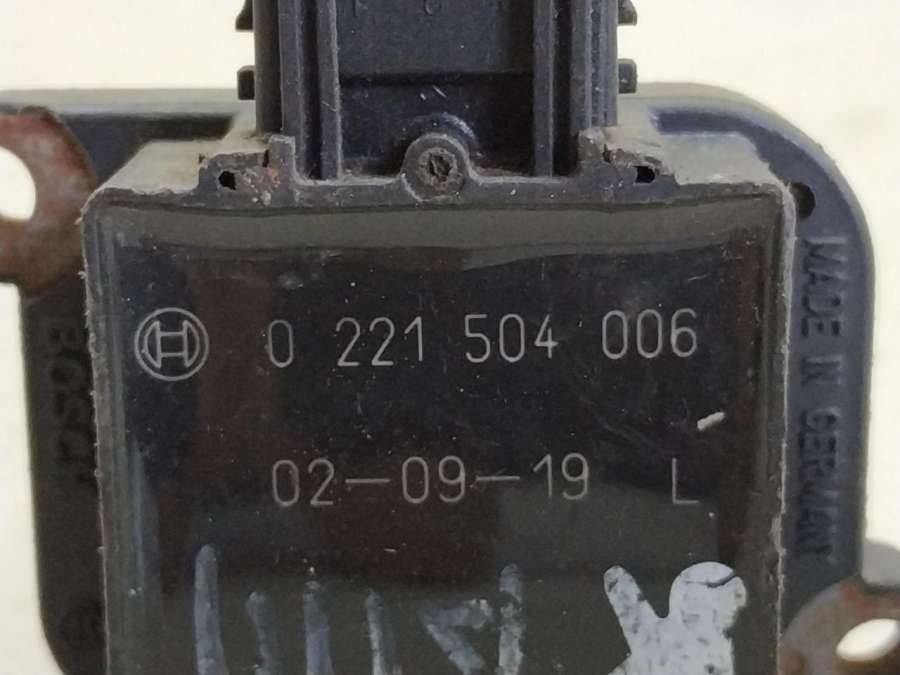 0 221 504 006
02-09-19 L
BOSCH
MADE IN GERMANY